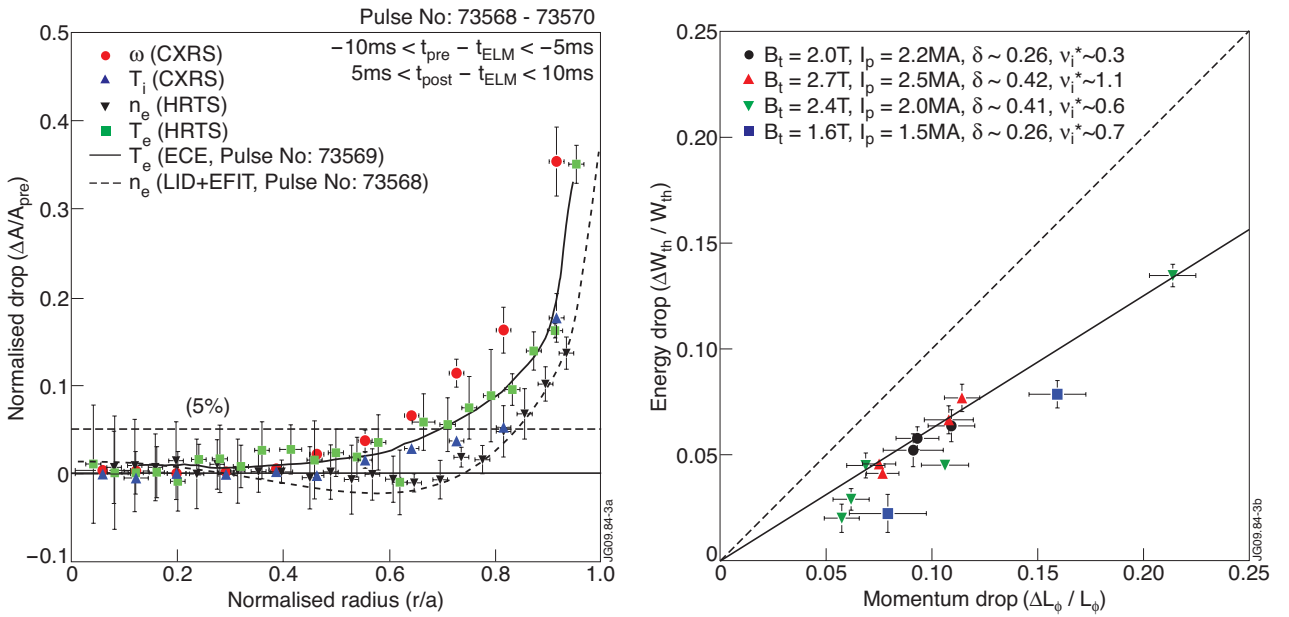 Pulse No: 73568 - 73570
−10ms < t_pre − t_ELM < −5ms
5ms < t_post − t_ELM < 10ms
ω (CXRS)
T_i (CXRS)
n_e (HRTS)
T_e (HRTS)
T_e (ECE, Pulse No: 73569)
n_e (LID+EFIT, Pulse No: 73568)
(5%)
0.5
0.4
0.3
0.2
0.1
0
−0.1
Normalised drop (ΔA/A_pre)
0
0.2
0.4
0.6
0.8
1.0
Normalised radius (r/a)
JG09.84-3a
B_t = 2.0T, I_p = 2.2MA, δ ~ 0.26, ν_i*~0.3
B_t = 2.7T, I_p = 2.5MA, δ ~ 0.42, ν_i*~1.1
B_t = 2.4T, I_p = 2.0MA, δ ~ 0.41, ν_i*~0.6
B_t = 1.6T, I_p = 1.5MA, δ ~ 0.26, ν_i*~0.7
0.25
0.20
0.15
0.10
0.05
0
Energy drop (ΔW_th / W_th)
0
0.05
0.10
0.15
0.20
0.25
Momentum drop (ΔL_ϕ / L_ϕ)
JG09.84-3b